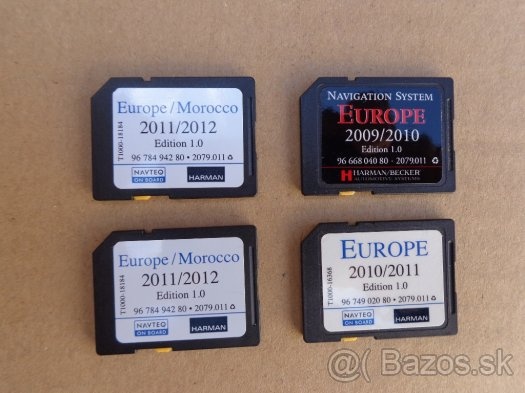 Europe/Morocco
2011/2012
Edition 1.0
96 784 942 80 • 2079.011
T1000-18184
NAVTEQ
ON BOARD
HARMAN
NAVIGATION SYSTEM
EUROPE
2009/2010
Edition 1.0
96 668 040 80 - 2079.011
HARMAN/BECKER
AUTOMOTIVE SYSTEMS
Europe/Morocco
2011/2012
Edition 1.0
96 784 942 80 • 2079.011
T1000-18184
NAVTEQ
ON BOARD
HARMAN
EUROPE
2010/2011
Edition 1.0
96 749 020 80 • 2079.011
T1000-16368
NAVTEQ
ON BOARD
HARMAN
@( Bazos.sk